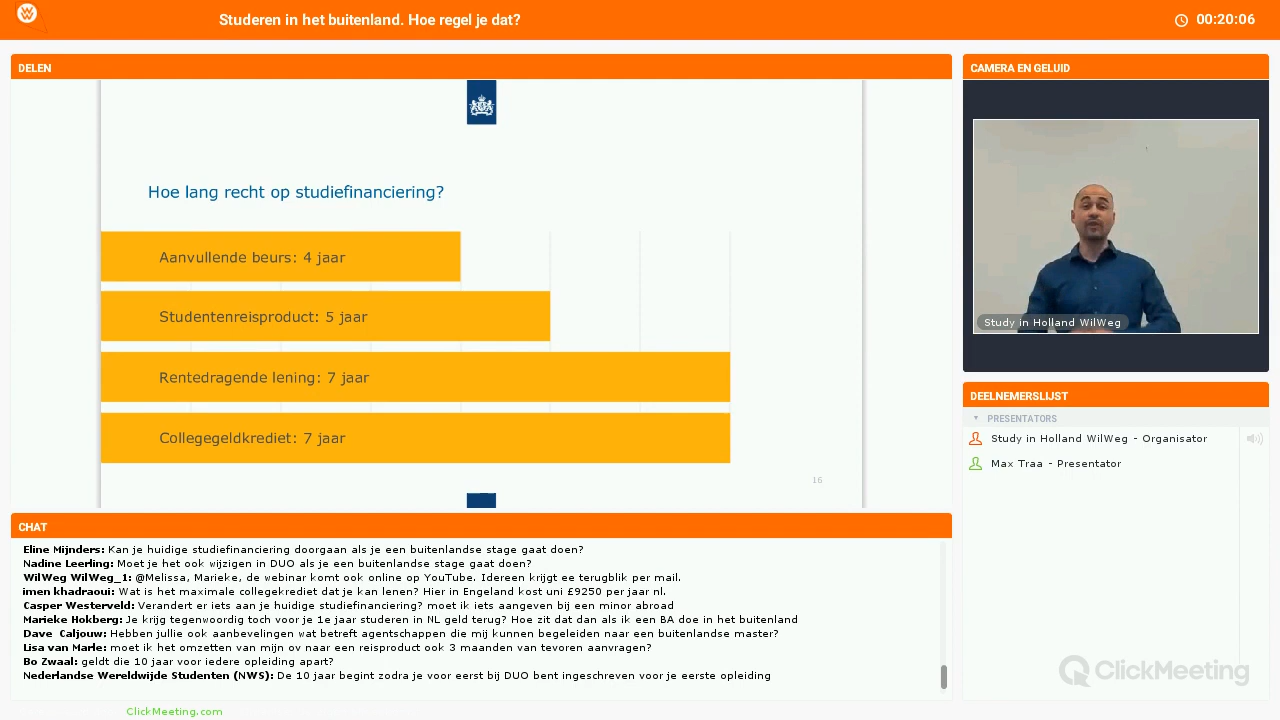 W
Studeren in het buitenland. Hoe regel je dat?
00:20:06
DELEN
Hoe lang recht op studiefinanciering?
Aanvullende beurs: 4 jaar
Studentenreisproduct: 5 jaar
Rentedragende lening: 7 jaar
Collegegeldkrediet: 7 jaar
16
CAMERA EN GELUID
Study in Holland WilWeg
DEELNEMERSLIJST
PRESENTATORS
Study in Holland WilWeg - Organisator
Max Traa - Presentator
CHAT
Eline Mijnders: Kan je huidige studiefinanciering doorgaan als je een buitenlandse stage gaat doen?
Nadine Leerling: Moet je het ook wijzigen in DUO als je een buitenlandse stage gaat doen?
WilWeg WilWeg_1: @Melissa, Marieke, de webinar komt ook online op YouTube. Idereen krijgt ee terugblik per mail.
imen khadraoui: Wat is het maximale collegekrediet dat je kan lenen? Hier in Engeland kost uni £9250 per jaar nl.
Casper Westerveld: Verandert er iets aan je huidige studiefinanciering? moet ik iets aangeven bij een minor abroad
Marieke Hokberg: Je krijg tegenwoordig toch voor je 1e jaar studeren in NL geld terug? Hoe zit dat dan als ik een BA doe in het buitenland
Dave Caljouw: Hebben jullie ook aanbevelingen wat betreft agentschappen die mij kunnen begeleiden naar een buitenlandse master?
Lisa van Marle: moet ik het omzetten van mijn ov naar een reisproduct ook 3 maanden van tevoren aanvragen?
Bo Zwaal: geldt die 10 jaar voor iedere opleiding apart?
Nederlandse Wereldwijde Studenten (NWS): De 10 jaar begint zodra je voor eerst bij DUO bent ingeschreven voor je eerste opleiding
ClickMeeting
ClickMeeting.com